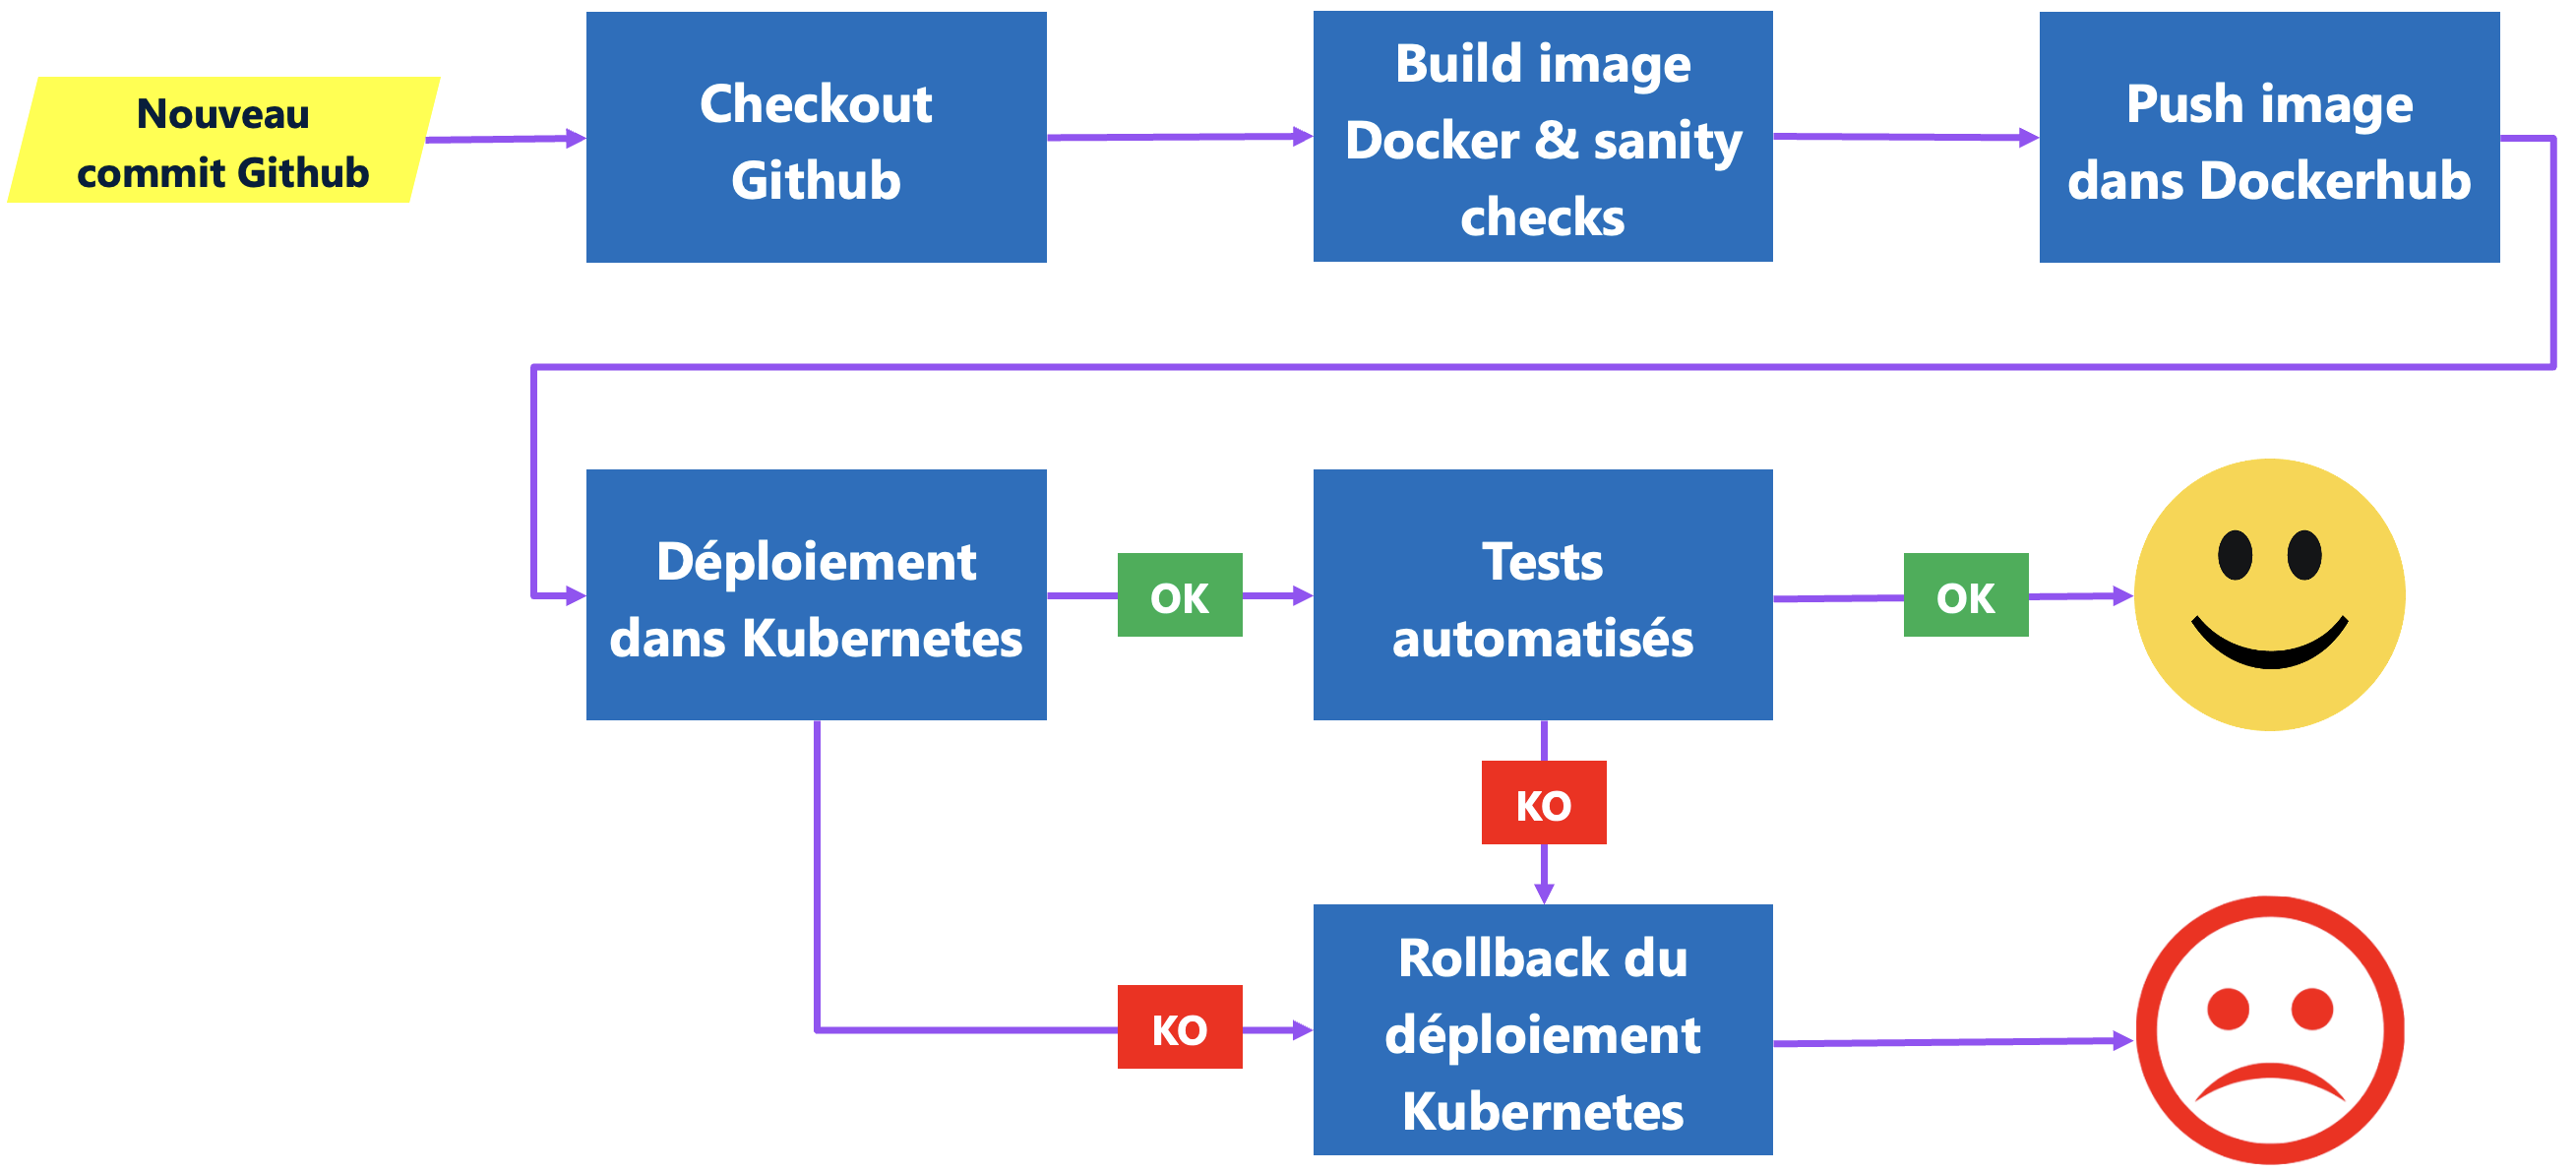 Nouveau
commit Github
Checkout
Github
Build image
Docker & sanity
checks
Push image
dans Dockerhub
Déploiement
dans Kubernetes
OK
Tests
automatisés
OK
KO
KO
Rollback du
déploiement
Kubernetes